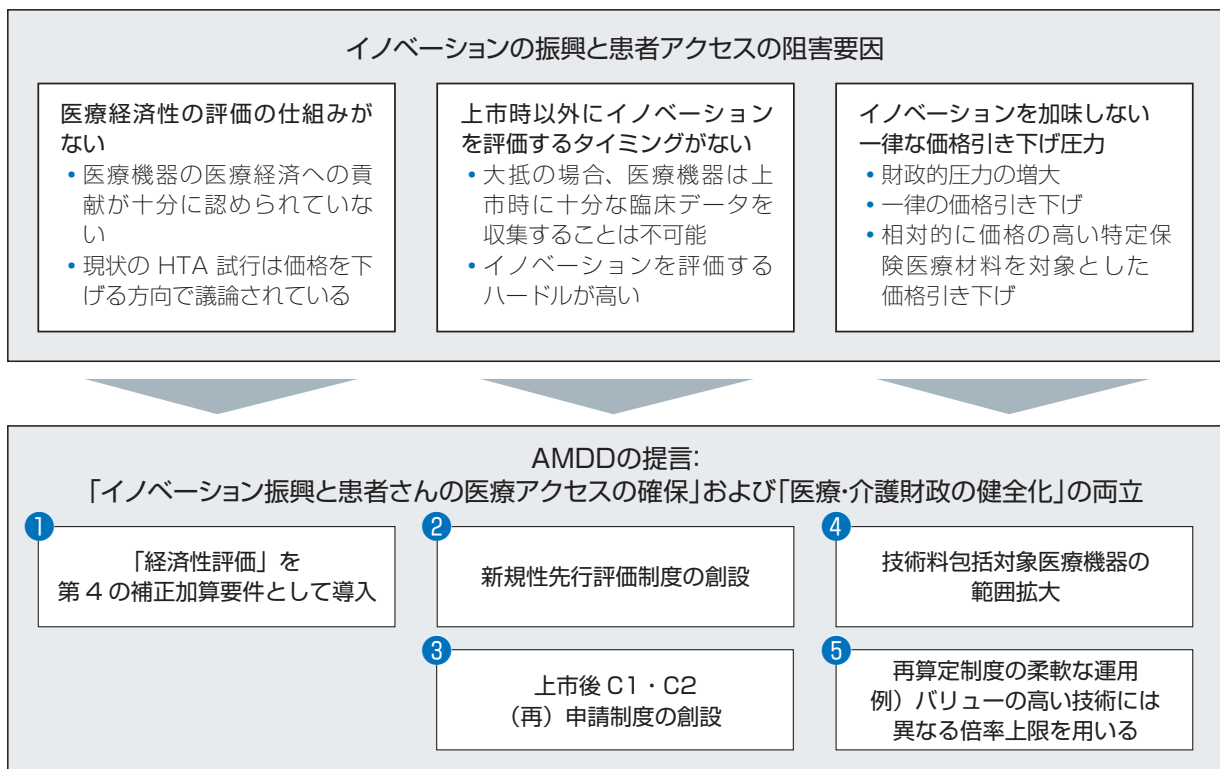 イノベーションの振興と患者アクセスの阻害要因
医療経済性の評価の仕組みが
ない
• 医療機器の医療経済への貢
献が十分に認められていな
い
• 現状の HTA 試行は価格を下
げる方向で議論されている
上市時以外にイノベーション
を評価するタイミングがない
• 大抵の場合、医療機器は上
市時に十分な臨床データを
収集することは不可能
• イノベーションを評価する
ハードルが高い
イノベーションを加味しない
一律な価格引き下げ圧力
• 財政的圧力の増大
• 一律の価格引き下げ
• 相対的に価格の高い特定保
険医療材料を対象とした
価格引き下げ
AMDDの提言:
「イノベーション振興と患者さんの医療アクセスの確保」および「医療・介護財政の健全化」の両立
1
「経済性評価」を
第 4 の補正加算要件として導入
2
新規性先行評価制度の創設
3
上市後 C1・C2
（再）申請制度の創設
4
技術料包括対象医療機器の
範囲拡大
5
再算定制度の柔軟な運用
例）バリューの高い技術には
異なる倍率上限を用いる